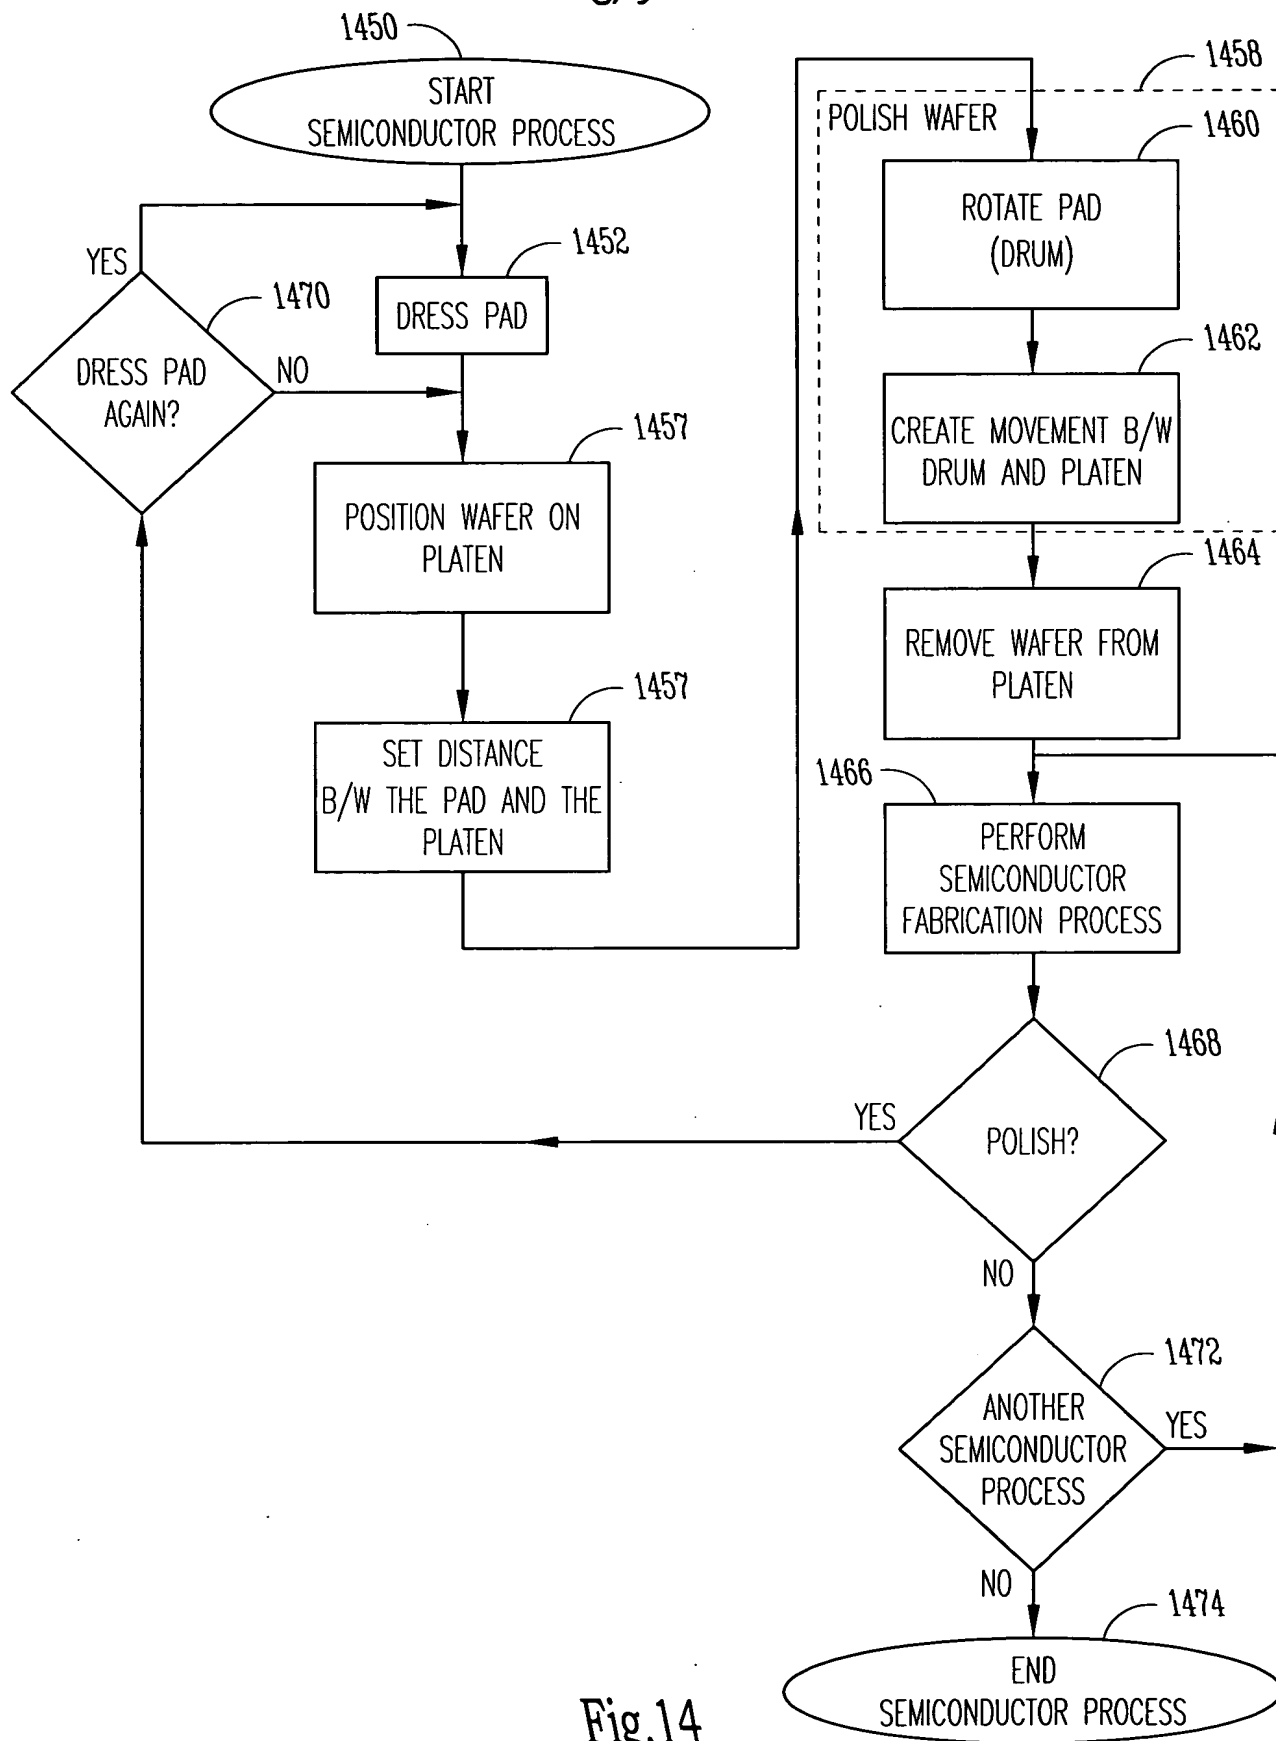 1450
START
SEMICONDUCTOR PROCESS
YES
1452
DRESS PAD
1470
DRESS PAD
AGAIN?
NO
1457
POSITION WAFER ON
PLATEN
1457
SET DISTANCE
B/W THE PAD AND THE
PLATEN
1458
POLISH WAFER
1460
ROTATE PAD
(DRUM)
1462
CREATE MOVEMENT B/W
DRUM AND PLATEN
1464
REMOVE WAFER FROM
PLATEN
1466
PERFORM
SEMICONDUCTOR
FABRICATION PROCESS
1468
POLISH?
YES
NO
1472
ANOTHER
SEMICONDUCTOR
PROCESS
YES
NO
1474
END
SEMICONDUCTOR PROCESS
Fig.14